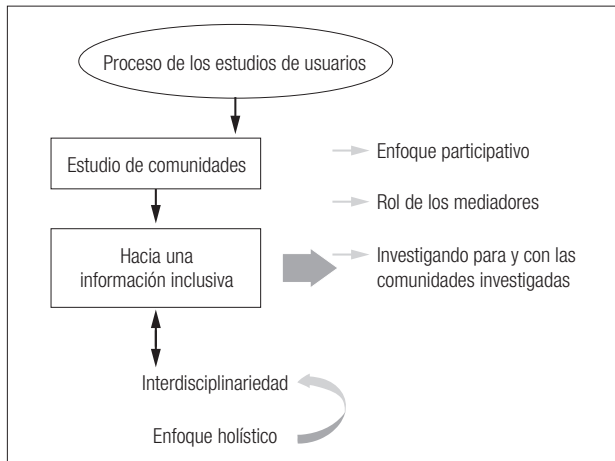 Proceso de los estudios de usuarios
Estudio de comunidades
Hacia una
información inclusiva
Enfoque participativo
Rol de los mediadores
Investigando para y con las
comunidades investigadas
Interdisciplinariedad
Enfoque holístico